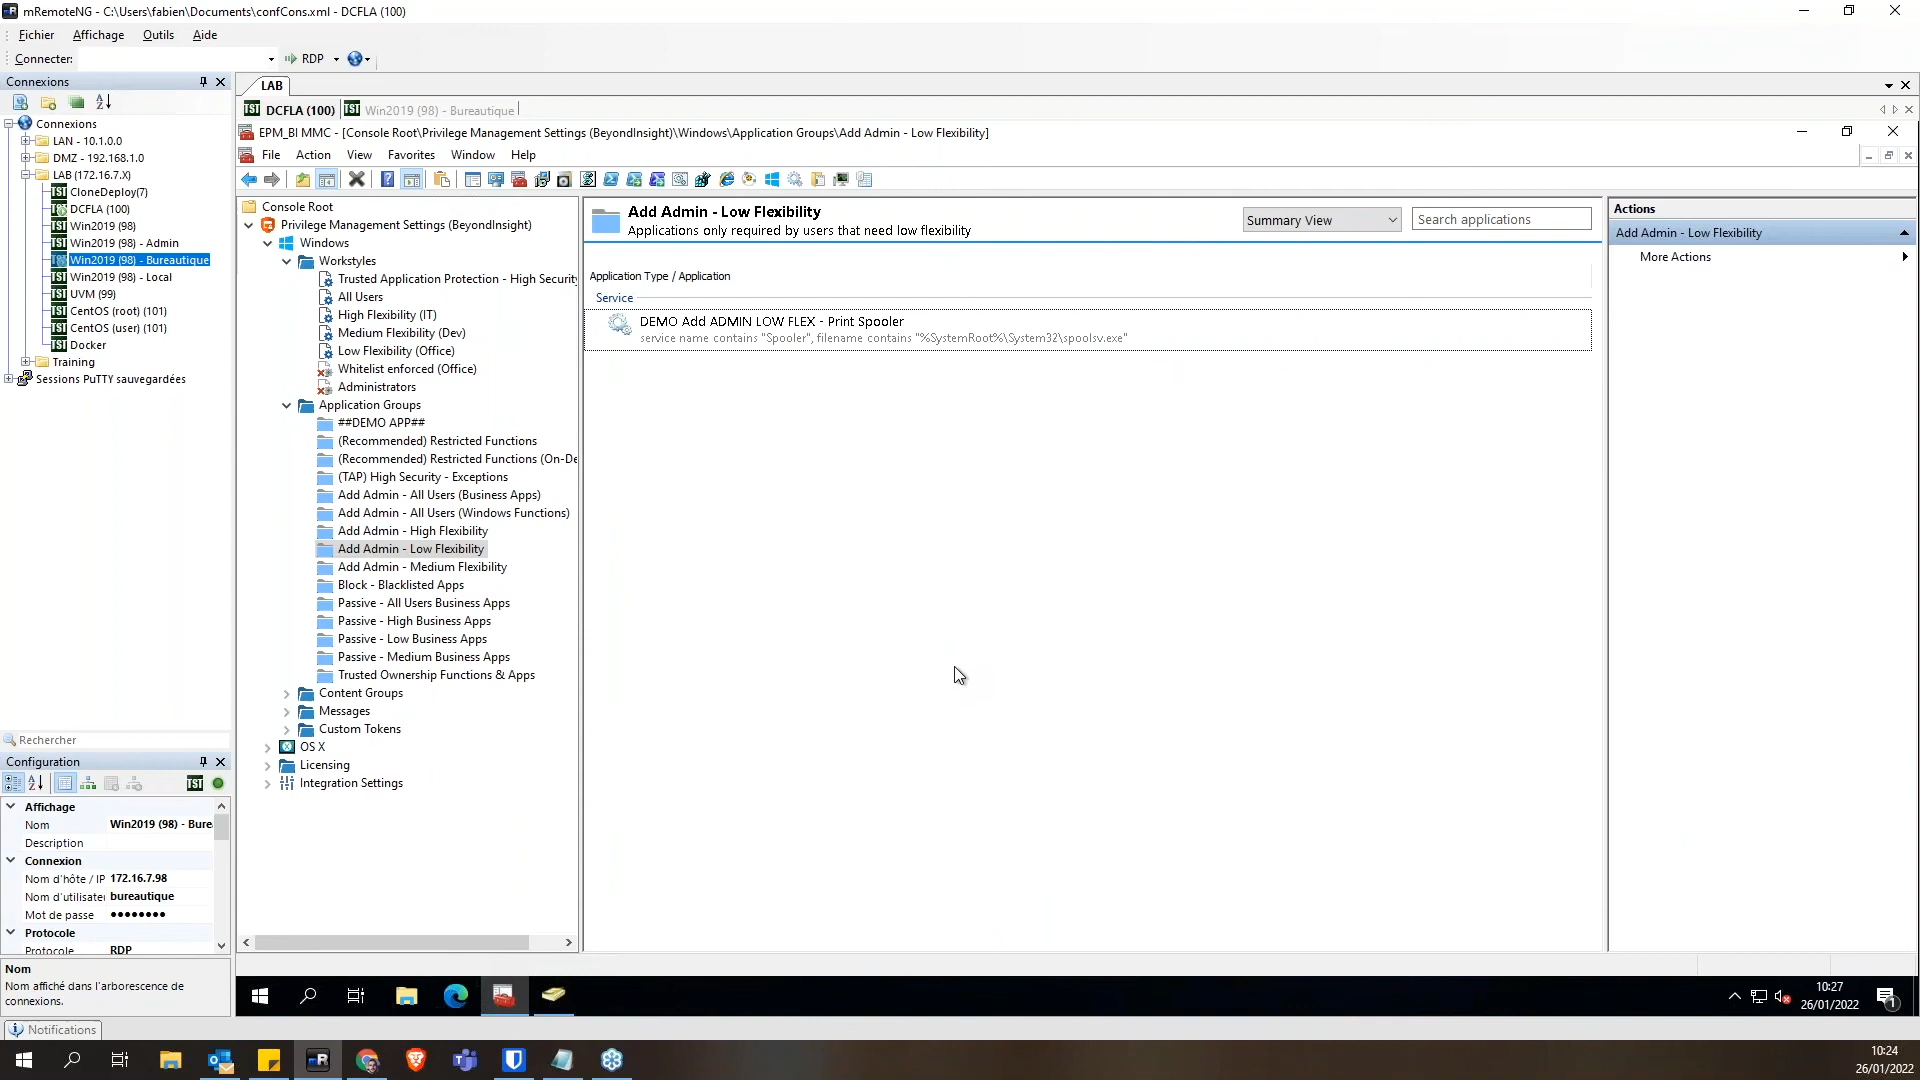 mRemoteNG - C:\Users\fabien\Documents\confCons.xml - DCFLA (100)
Fichier Affichage Outils Aide
Connecter: RDP
Connexions
Connexions
LAN - 10.1.0.0
DMZ - 192.168.1.0
LAB (172.16.7.X)
CloneDeploy(7)
DCFLA (100)
Win2019 (98)
Win2019 (98) - Admin
Win2019 (98) - Bureautique
Win2019 (98) - Local
UVM (99)
CentOS (root) (101)
CentOS (user) (101)
Docker
Training
Sessions PuTTY sauvegardées
Rechercher
Configuration
TST
Affichage
Nom Win2019 (98) - Bure
Description
Connexion
Nom d'hôte / IP 172.16.7.98
Nom d'utilisate bureautique
Mot de passe ●●●●●●●●
Protocole
Protocole RDP
Nom
Nom affiché dans l'arborescence de
connexions.
Notifications
LAB
TST DCFLA (100) TST Win2019 (98) - Bureautique
EPM_BI MMC - [Console Root\Privilege Management Settings (BeyondInsight)\Windows\Application Groups\Add Admin - Low Flexibility]
File Action View Favorites Window Help
Console Root
Privilege Management Settings (BeyondInsight)
Windows
Workstyles
Trusted Application Protection - High Security
All Users
High Flexibility (IT)
Medium Flexibility (Dev)
Low Flexibility (Office)
Whitelist enforced (Office)
Administrators
Application Groups
##DEMO APP##
(Recommended) Restricted Functions
(Recommended) Restricted Functions (On-De
(TAP) High Security - Exceptions
Add Admin - All Users (Business Apps)
Add Admin - All Users (Windows Functions)
Add Admin - High Flexibility
Add Admin - Low Flexibility
Add Admin - Medium Flexibility
Block - Blacklisted Apps
Passive - All Users Business Apps
Passive - High Business Apps
Passive - Low Business Apps
Passive - Medium Business Apps
Trusted Ownership Functions & Apps
Content Groups
Messages
Custom Tokens
OS X
Licensing
Integration Settings
Add Admin - Low Flexibility
Applications only required by users that need low flexibility
Summary View
Search applications
Application Type / Application
Service
DEMO Add ADMIN LOW FLEX - Print Spooler
service name contains "Spooler", filename contains "%SystemRoot%\System32\spoolsv.exe"
Actions
Add Admin - Low Flexibility
More Actions
10:27
26/01/2022
1
10:24
26/01/2022